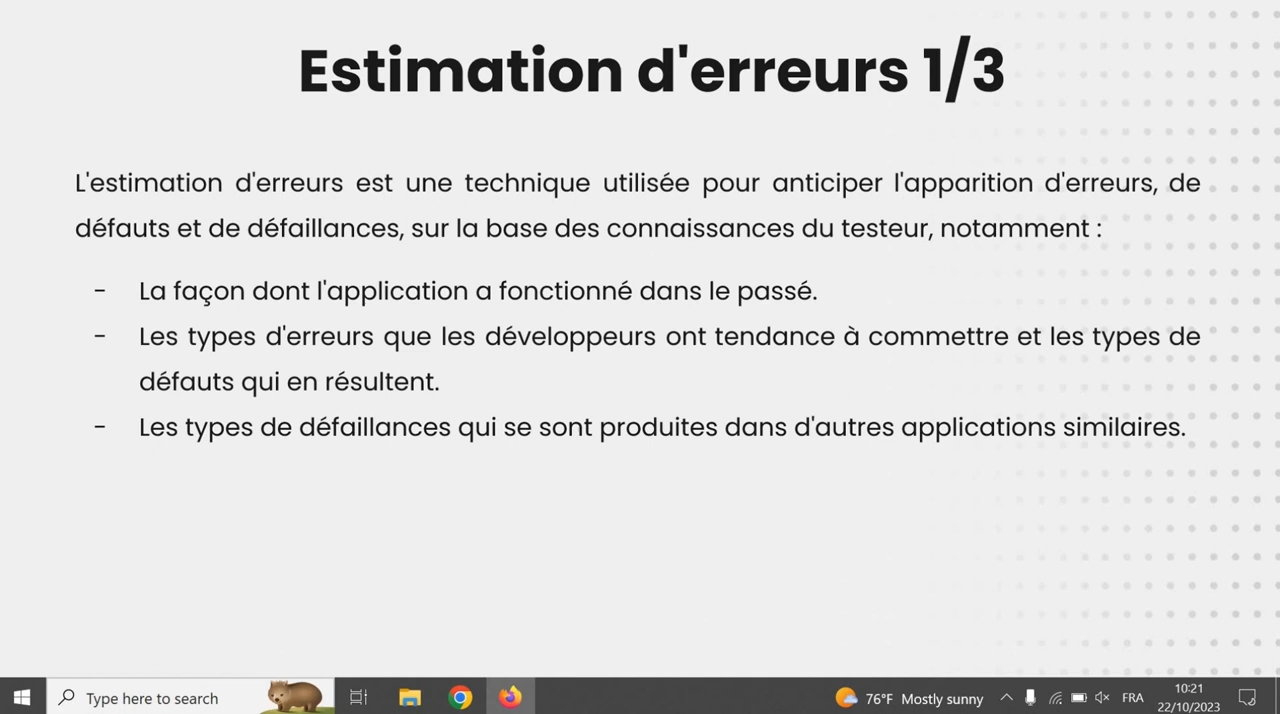 Estimation d'erreurs 1/3
L'estimation d'erreurs est une technique utilisée pour anticiper l'apparition d'erreurs, de
défauts et de défaillances, sur la base des connaissances du testeur, notamment :
- La façon dont l'application a fonctionné dans le passé.
- Les types d'erreurs que les développeurs ont tendance à commettre et les types de
défauts qui en résultent.
- Les types de défaillances qui se sont produites dans d'autres applications similaires.
Type here to search
76°F Mostly sunny
FRA
10:21
22/10/2023